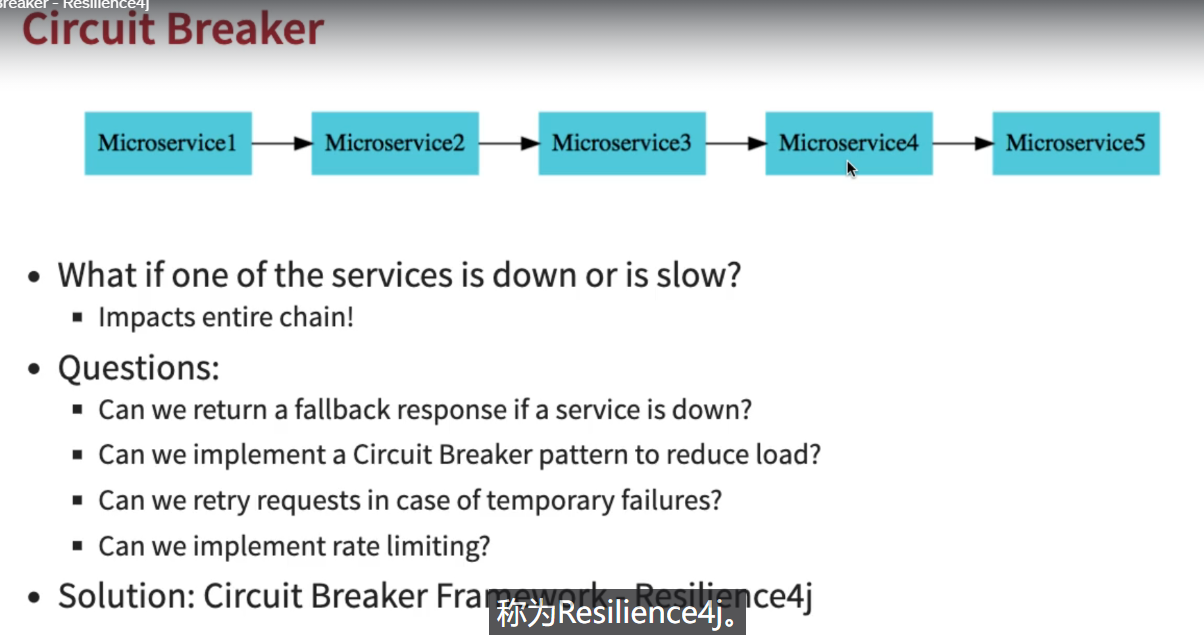 Breaker - Resilience4j
Circuit Breaker
Microservice1 Microservice2 Microservice3 Microservice4 Microservice5
• What if one of the services is down or is slow?
▪ Impacts entire chain!
• Questions:
▪ Can we return a fallback response if a service is down?
▪ Can we implement a Circuit Breaker pattern to reduce load?
▪ Can we retry requests in case of temporary failures?
▪ Can we implement rate limiting?
• Solution: Circuit Breaker Framework - Resilience4j
称为Resilience4j。